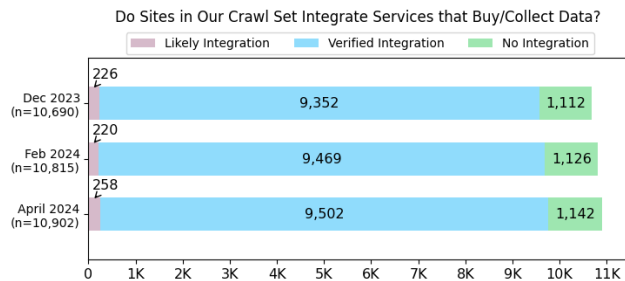 Do Sites in Our Crawl Set Integrate Services that Buy/Collect Data?
Likely Integration Verified Integration No Integration
226
Dec 2023
(n=10,690)
9,352 1,112
220
Feb 2024
(n=10,815)
9,469 1,126
258
April 2024
(n=10,902)
9,502 1,142
0 1K 2K 3K 4K 5K 6K 7K 8K 9K 10K 11K